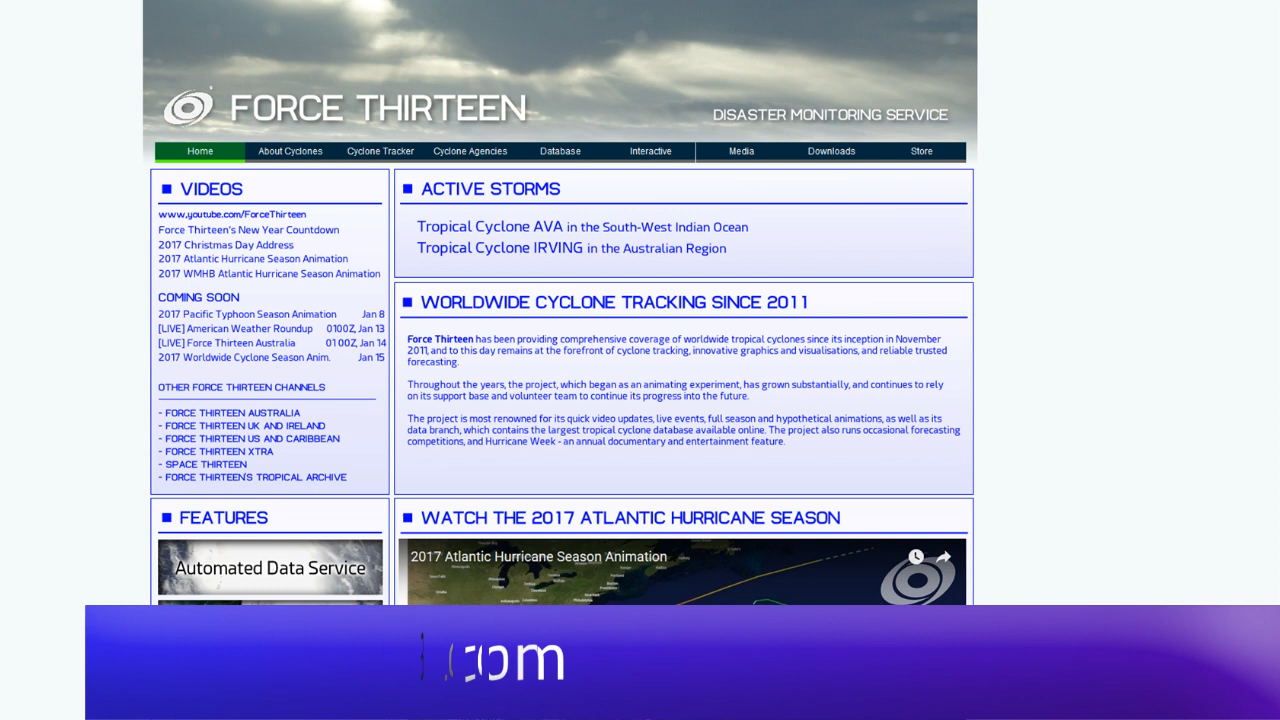 FORCE THIRTEEN
DISASTER MONITORING SERVICE
Home About Cyclones Cyclone Tracker Cyclone Agencies Database Interactive Media Downloads Store
VIDEOS
www.youtube.com/ForceThirteen
Force Thirteen's New Year Countdown
2017 Christmas Day Address
2017 Atlantic Hurricane Season Animation
2017 WMHB Atlantic Hurricane Season Animation
COMING SOON
2017 Pacific Typhoon Season Animation Jan 8
[LIVE] American Weather Roundup 0100Z, Jan 13
[LIVE] Force Thirteen Australia 0100Z, Jan 14
2017 Worldwide Cyclone Season Anim. Jan 15
OTHER FORCE THIRTEEN CHANNELS
- FORCE THIRTEEN AUSTRALIA
- FORCE THIRTEEN UK AND IRELAND
- FORCE THIRTEEN US AND CARIBBEAN
- FORCE THIRTEEN XTRA
- SPACE THIRTEEN
- FORCE THIRTEEN'S TROPICAL ARCHIVE
ACTIVE STORMS
Tropical Cyclone AVA in the South-West Indian Ocean
Tropical Cyclone IRVING in the Australian Region
WORLDWIDE CYCLONE TRACKING SINCE 2011
Force Thirteen has been providing comprehensive coverage of worldwide tropical cyclones since its inception in November
2011, and to this day remains at the forefront of cyclone tracking, innovative graphics and visualisations, and reliable trusted
forecasting.
Throughout the years, the project, which began as an animating experiment, has grown substantially, and continues to rely
on its support base and volunteer team to continue its progress into the future.
The project is most renowned for its quick video updates, live events, full season and hypothetical animations, as well as its
data branch, which contains the largest tropical cyclone database available online. The project also runs occasional forecasting
competitions, and Hurricane Week - an annual documentary and entertainment feature.
FEATURES
Automated Data Service
WATCH THE 2017 ATLANTIC HURRICANE SEASON
2017 Atlantic Hurricane Season Animation
.com